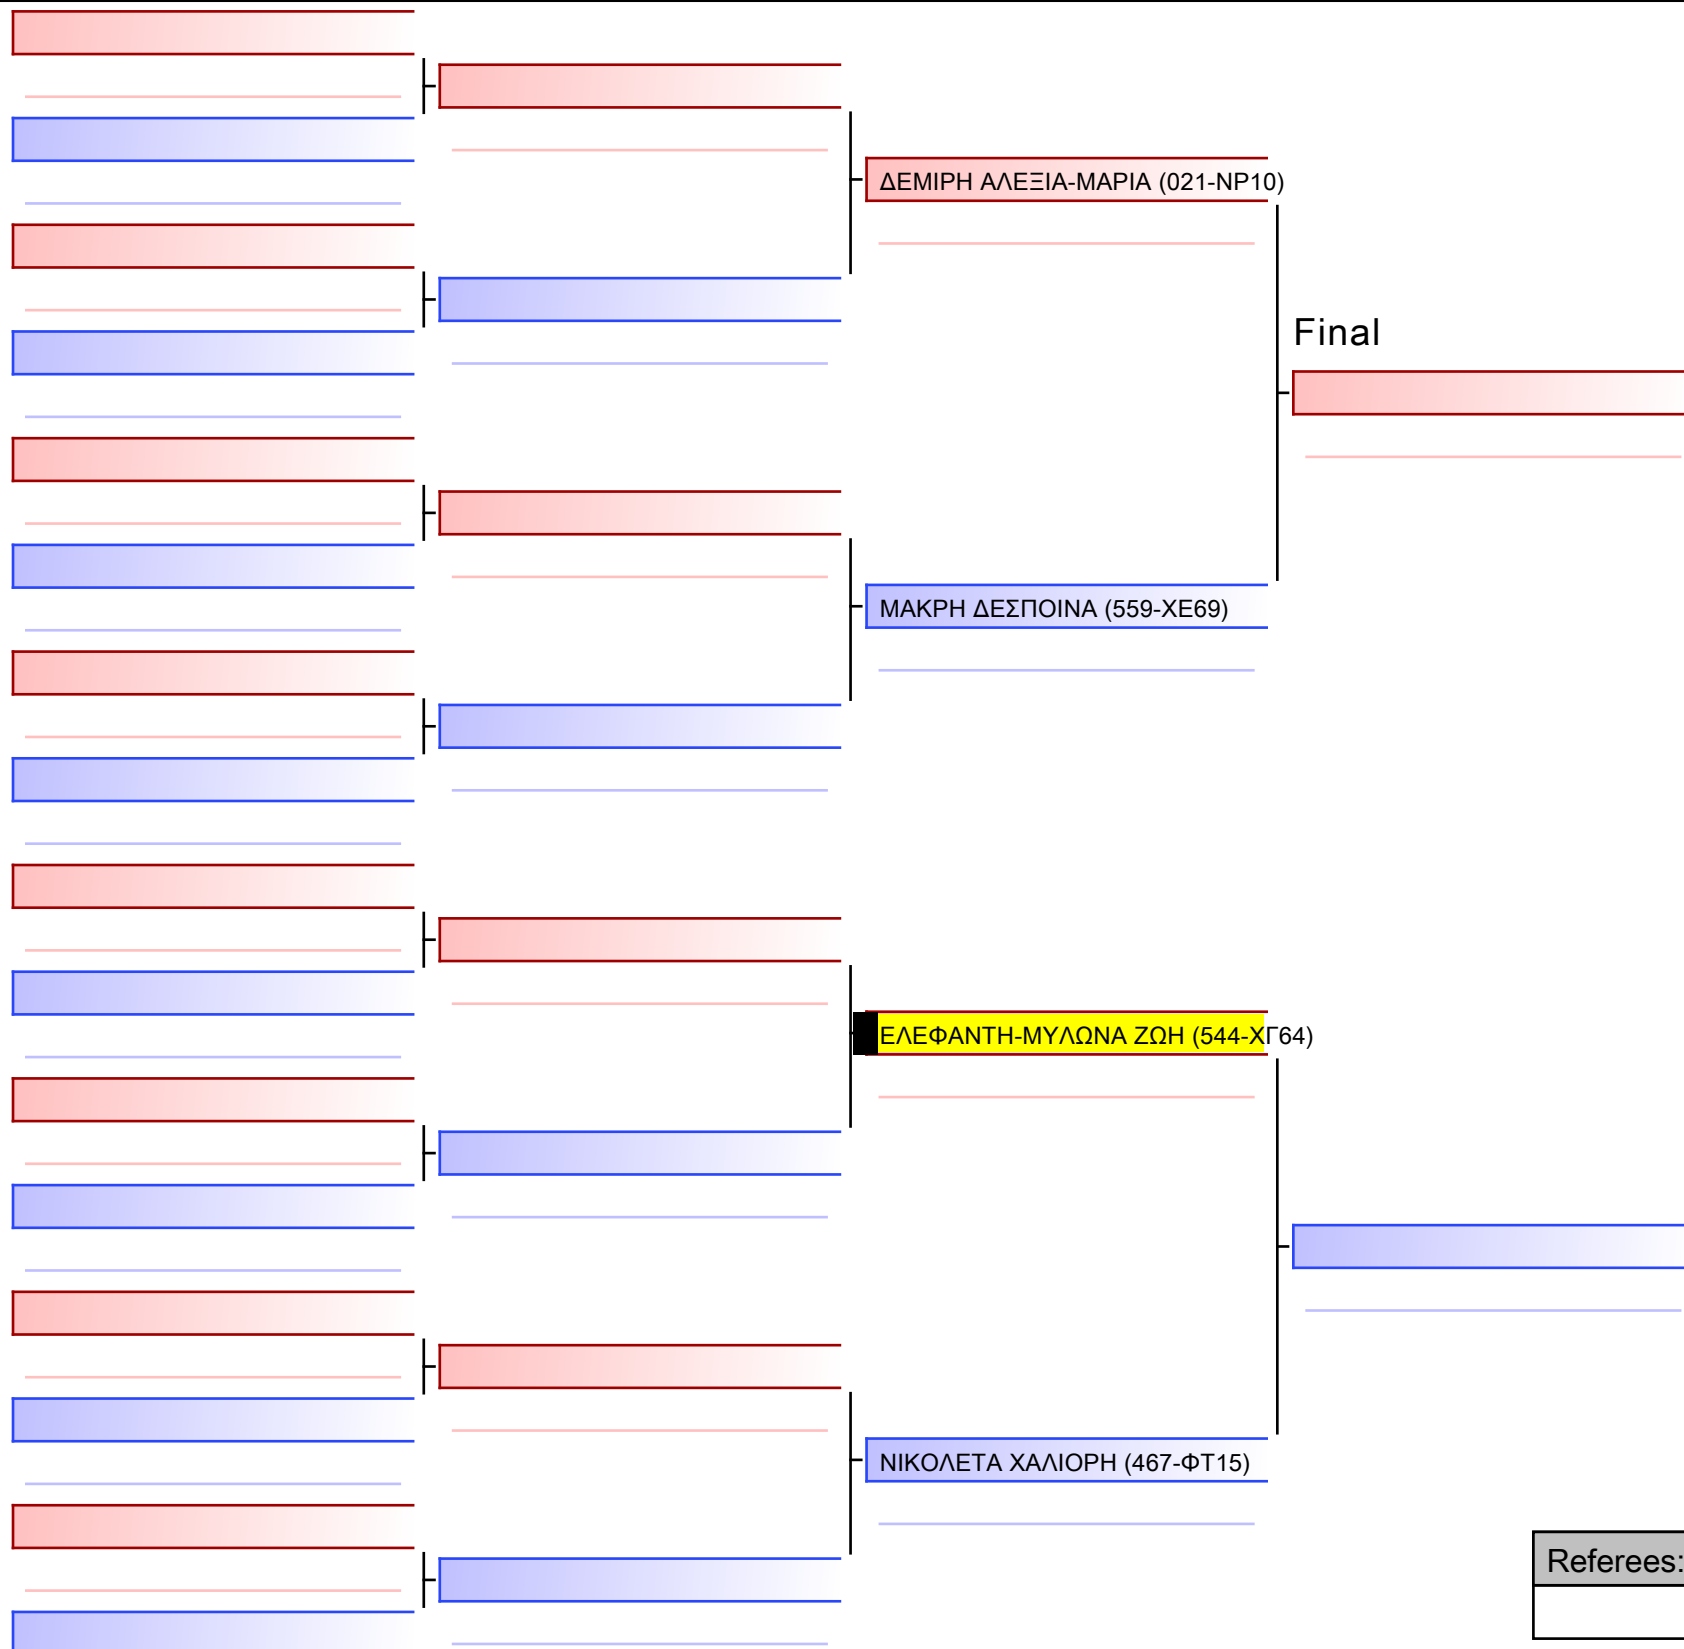 ΔΕΜΙΡΗ ΑΛΕΞΙΑ-ΜΑΡΙΑ (021-ΝΡ10)
Final
ΜΑΚΡΗ ΔΕΣΠΟΙΝΑ (559-ΧΕ69)
ΕΛΕΦΑΝΤΗ-ΜΥΛΩΝΑ ΖΩΗ (544-ΧΓ64)
ΝΙΚΟΛΕΤΑ ΧΑΛΙΟΡΗ (467-ΦΤ15)
Referees: